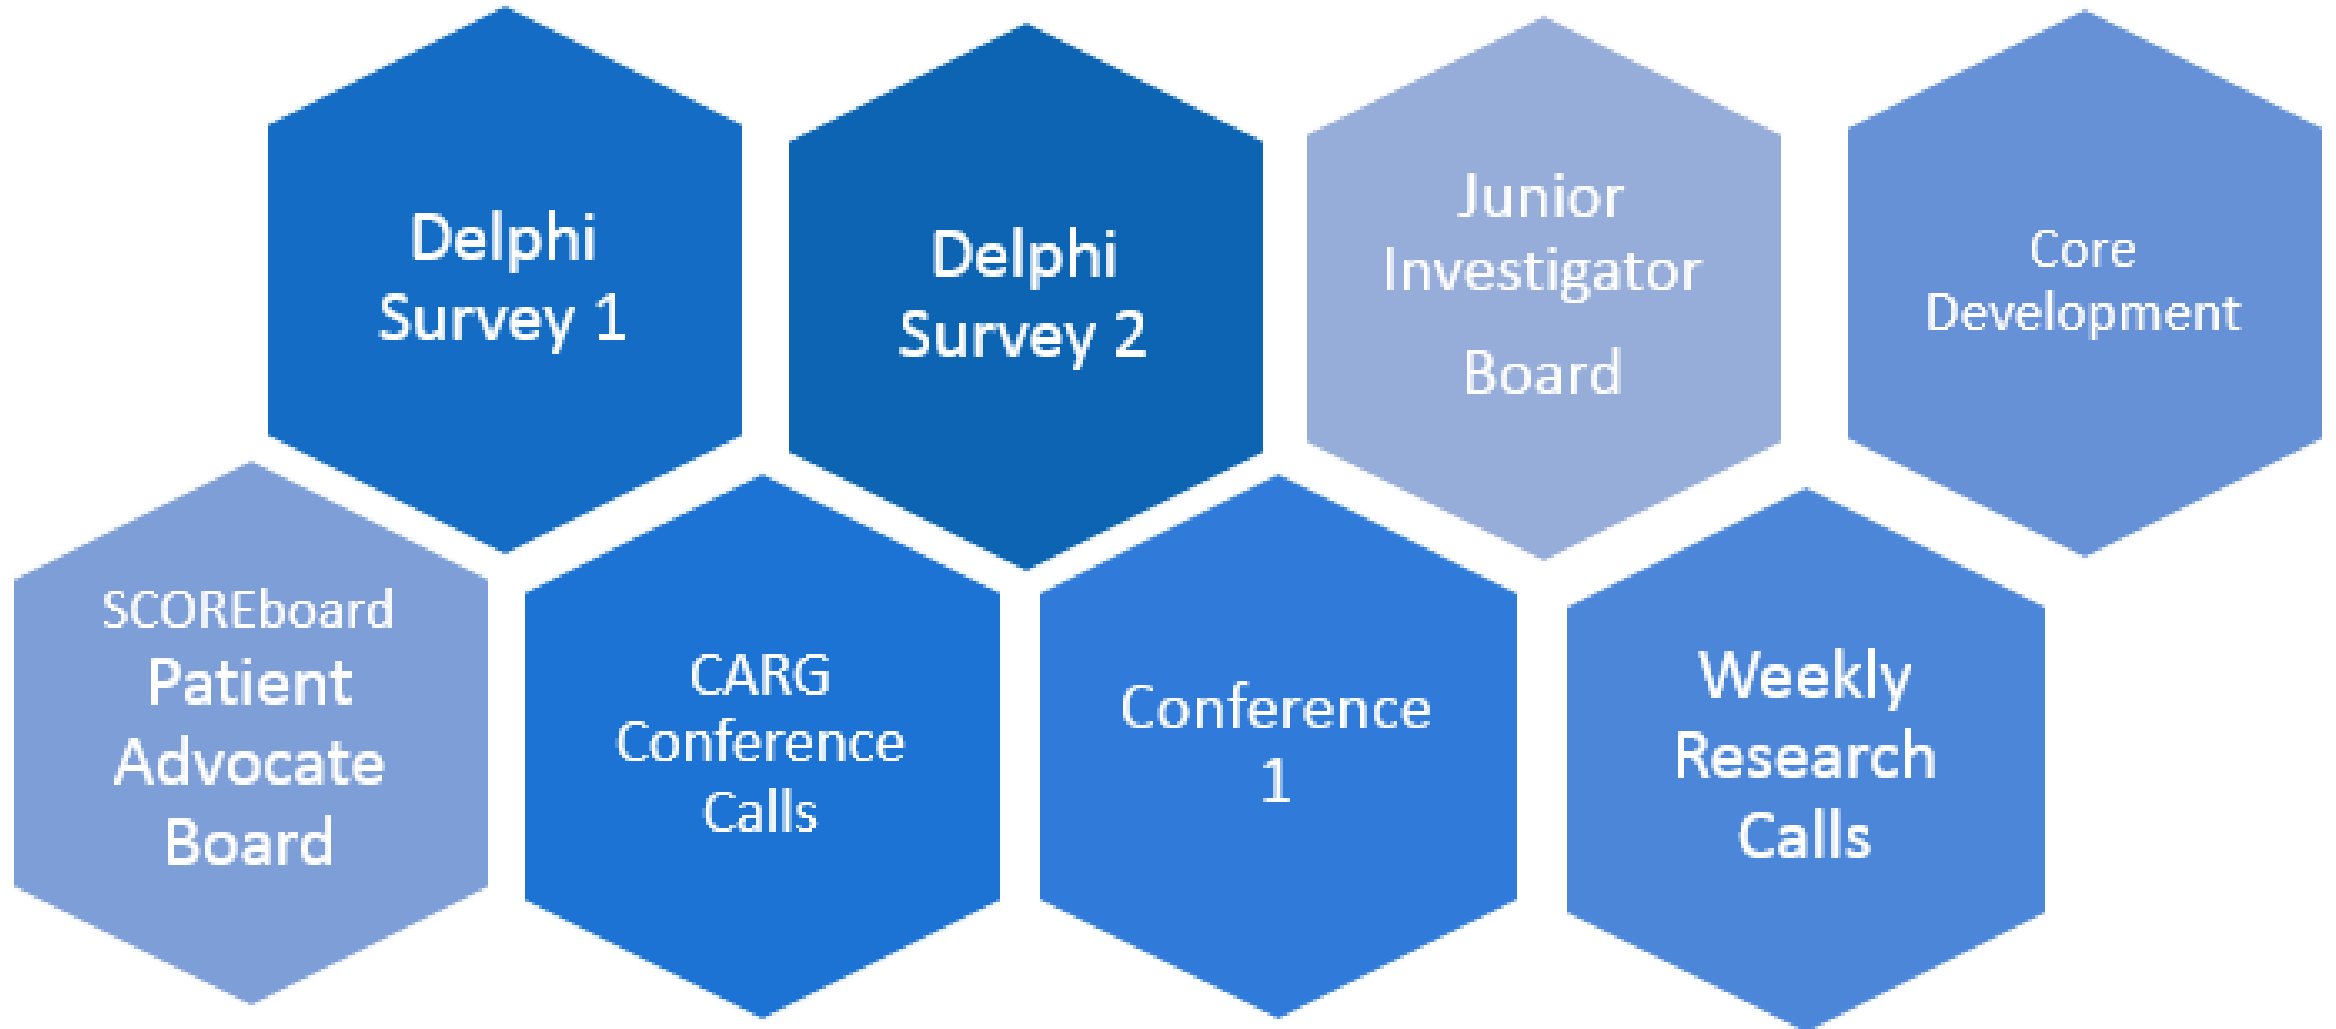 Delphi
Survey 1
Delphi
Survey 2
Junior
Investigator
Board
Core
Development
SCOREboard
Patient
Advocate
Board
CARG
Conference
Calls
Conference
1
Weekly
Research
Calls